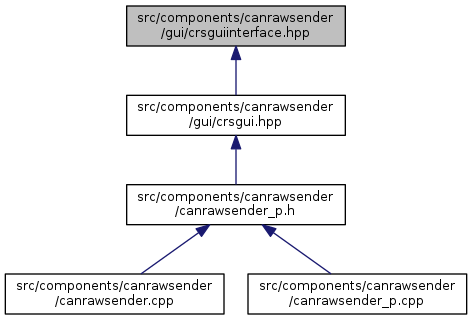 src/components/canrawsender
/gui/crsguiinterface.hpp
src/components/canrawsender
/gui/crsgui.hpp
src/components/canrawsender
/canrawsender_p.h
src/components/canrawsender
/canrawsender.cpp
src/components/canrawsender
/canrawsender_p.cpp